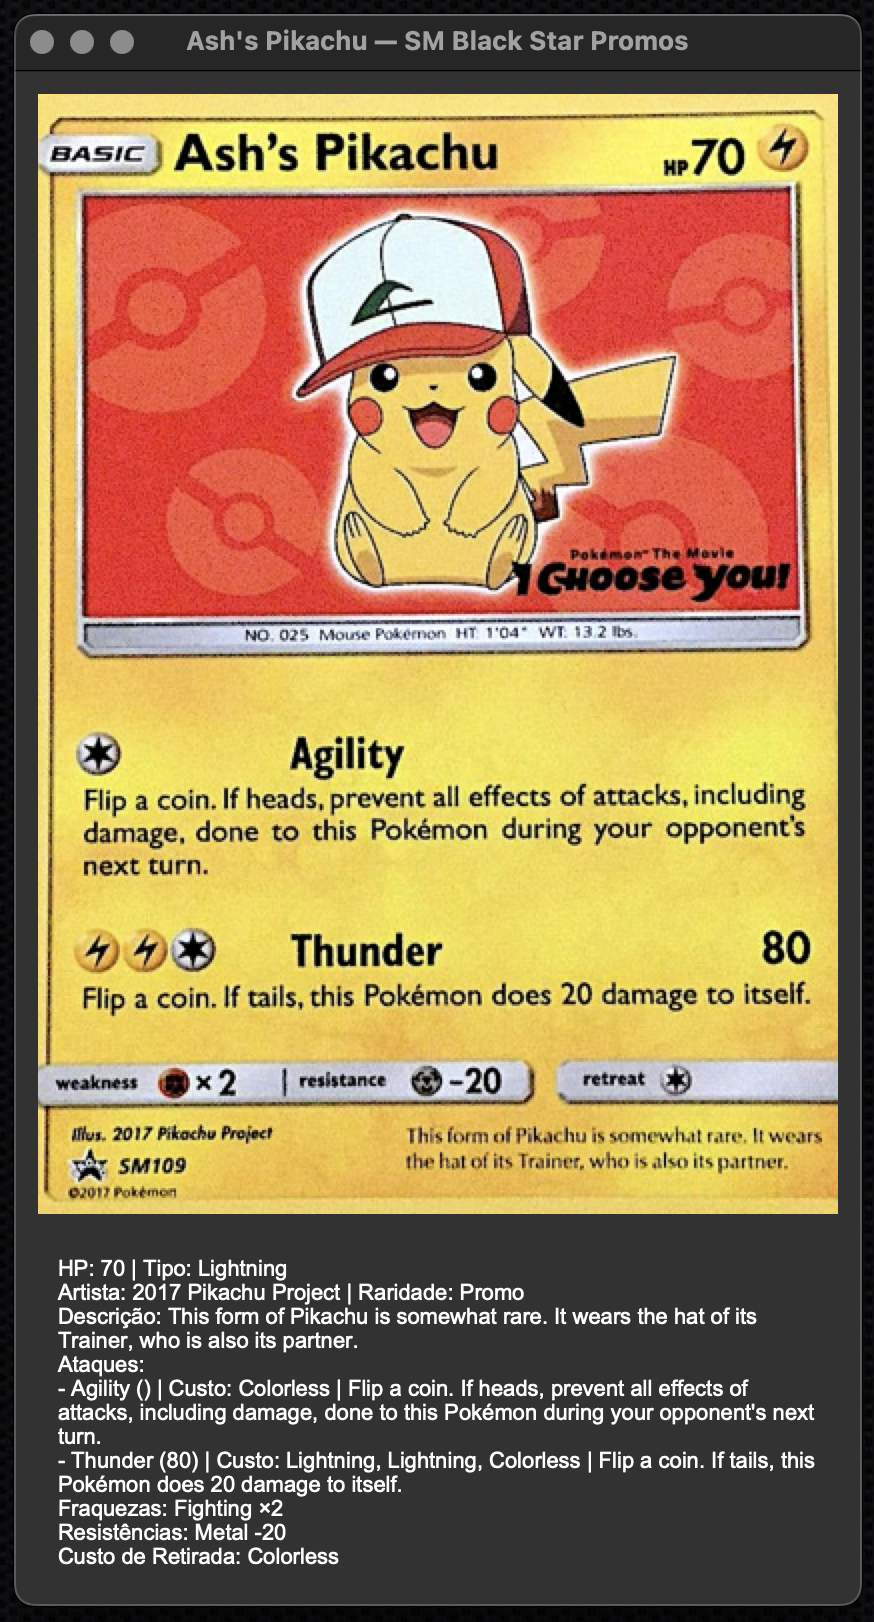 Ash's Pikachu — SM Black Star Promos
BASIC Ash's Pikachu HP 70
Pokémon The Movie
I Choose You!
NO. 025 Mouse Pokémon HT: 1'04" WT: 13.2 lbs.
Agility
Flip a coin. If heads, prevent all effects of attacks, including
damage, done to this Pokémon during your opponent's
next turn.
Thunder 80
Flip a coin. If tails, this Pokémon does 20 damage to itself.
weakness ×2 | resistance -20 retreat
Illus. 2017 Pikachu Project
SM109
©2017 Pokémon
This form of Pikachu is somewhat rare. It wears
the hat of its Trainer, who is also its partner.
HP: 70 | Tipo: Lightning
Artista: 2017 Pikachu Project | Raridade: Promo
Descrição: This form of Pikachu is somewhat rare. It wears the hat of its
Trainer, who is also its partner.
Ataques:
- Agility () | Custo: Colorless | Flip a coin. If heads, prevent all effects of
attacks, including damage, done to this Pokémon during your opponent's next
turn.
- Thunder (80) | Custo: Lightning, Lightning, Colorless | Flip a coin. If tails, this
Pokémon does 20 damage to itself.
Fraquezas: Fighting ×2
Resistências: Metal -20
Custo de Retirada: Colorless